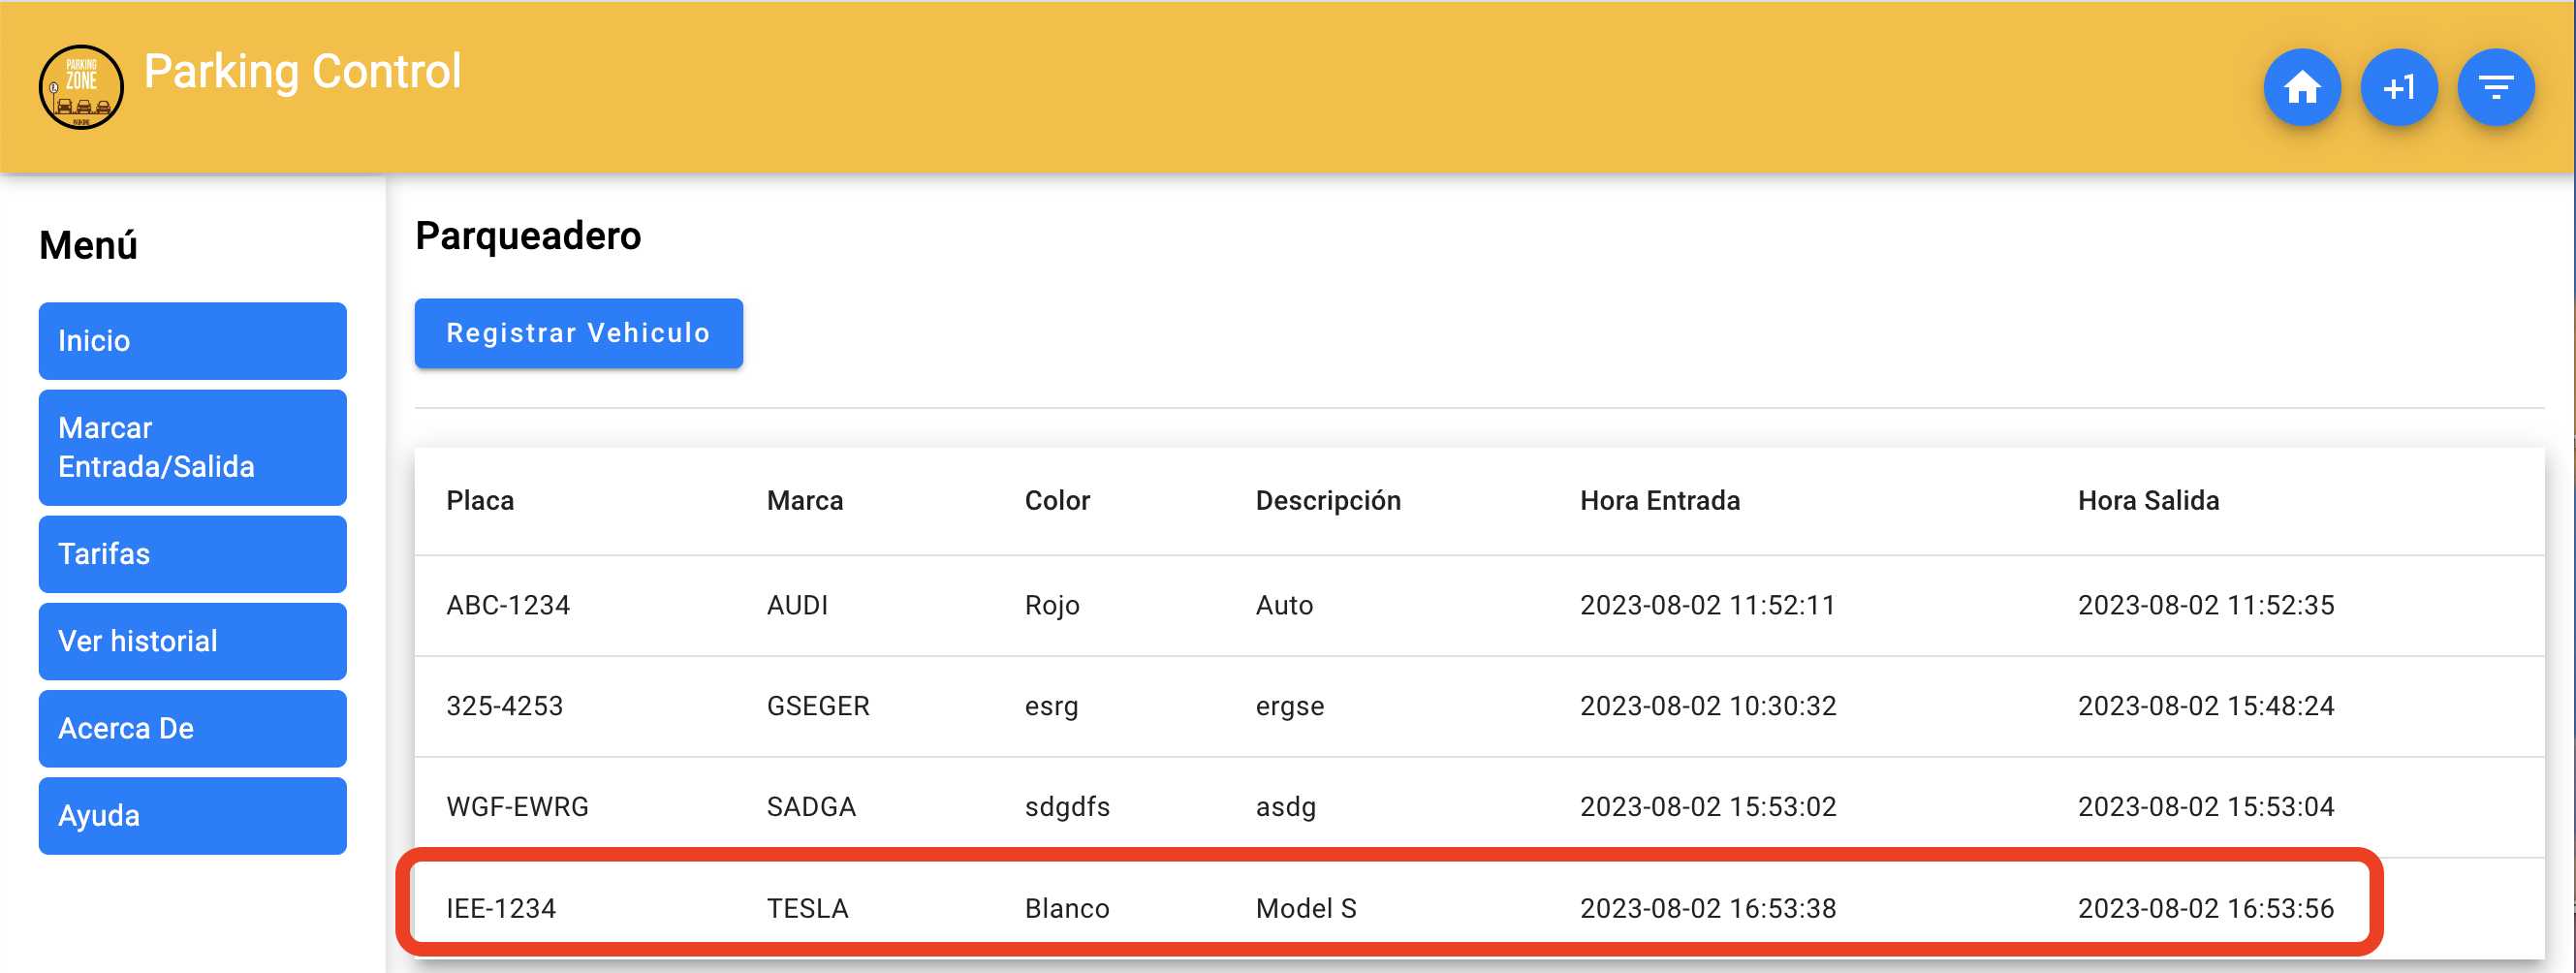 PARKING
ZONE
PARKING
Parking Control
+1
Menú
Inicio
Marcar
Entrada/Salida
Tarifas
Ver historial
Acerca De
Ayuda
Parqueadero
Registrar Vehiculo
Placa Marca Color Descripción Hora Entrada Hora Salida
ABC-1234 AUDI Rojo Auto 2023-08-02 11:52:11 2023-08-02 11:52:35
325-4253 GSEGER esrg ergse 2023-08-02 10:30:32 2023-08-02 15:48:24
WGF-EWRG SADGA sdgdfs asdg 2023-08-02 15:53:02 2023-08-02 15:53:04
IEE-1234 TESLA Blanco Model S 2023-08-02 16:53:38 2023-08-02 16:53:56